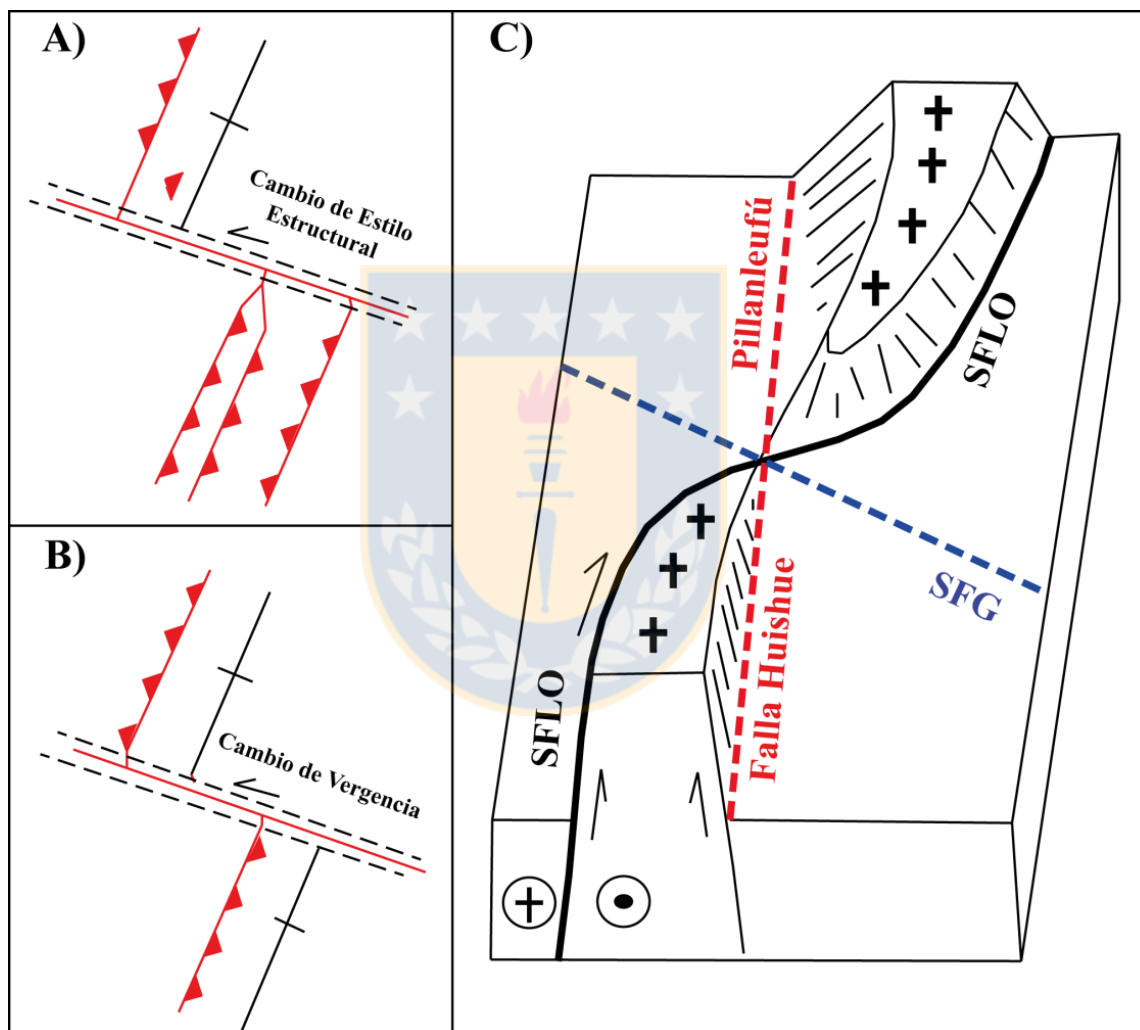 A)
Cambio de Estilo
Estructural
B)
Cambio de Vergencia
C)
Pillanleufú
SFLO
SFG
Falla Huishue
SFLO